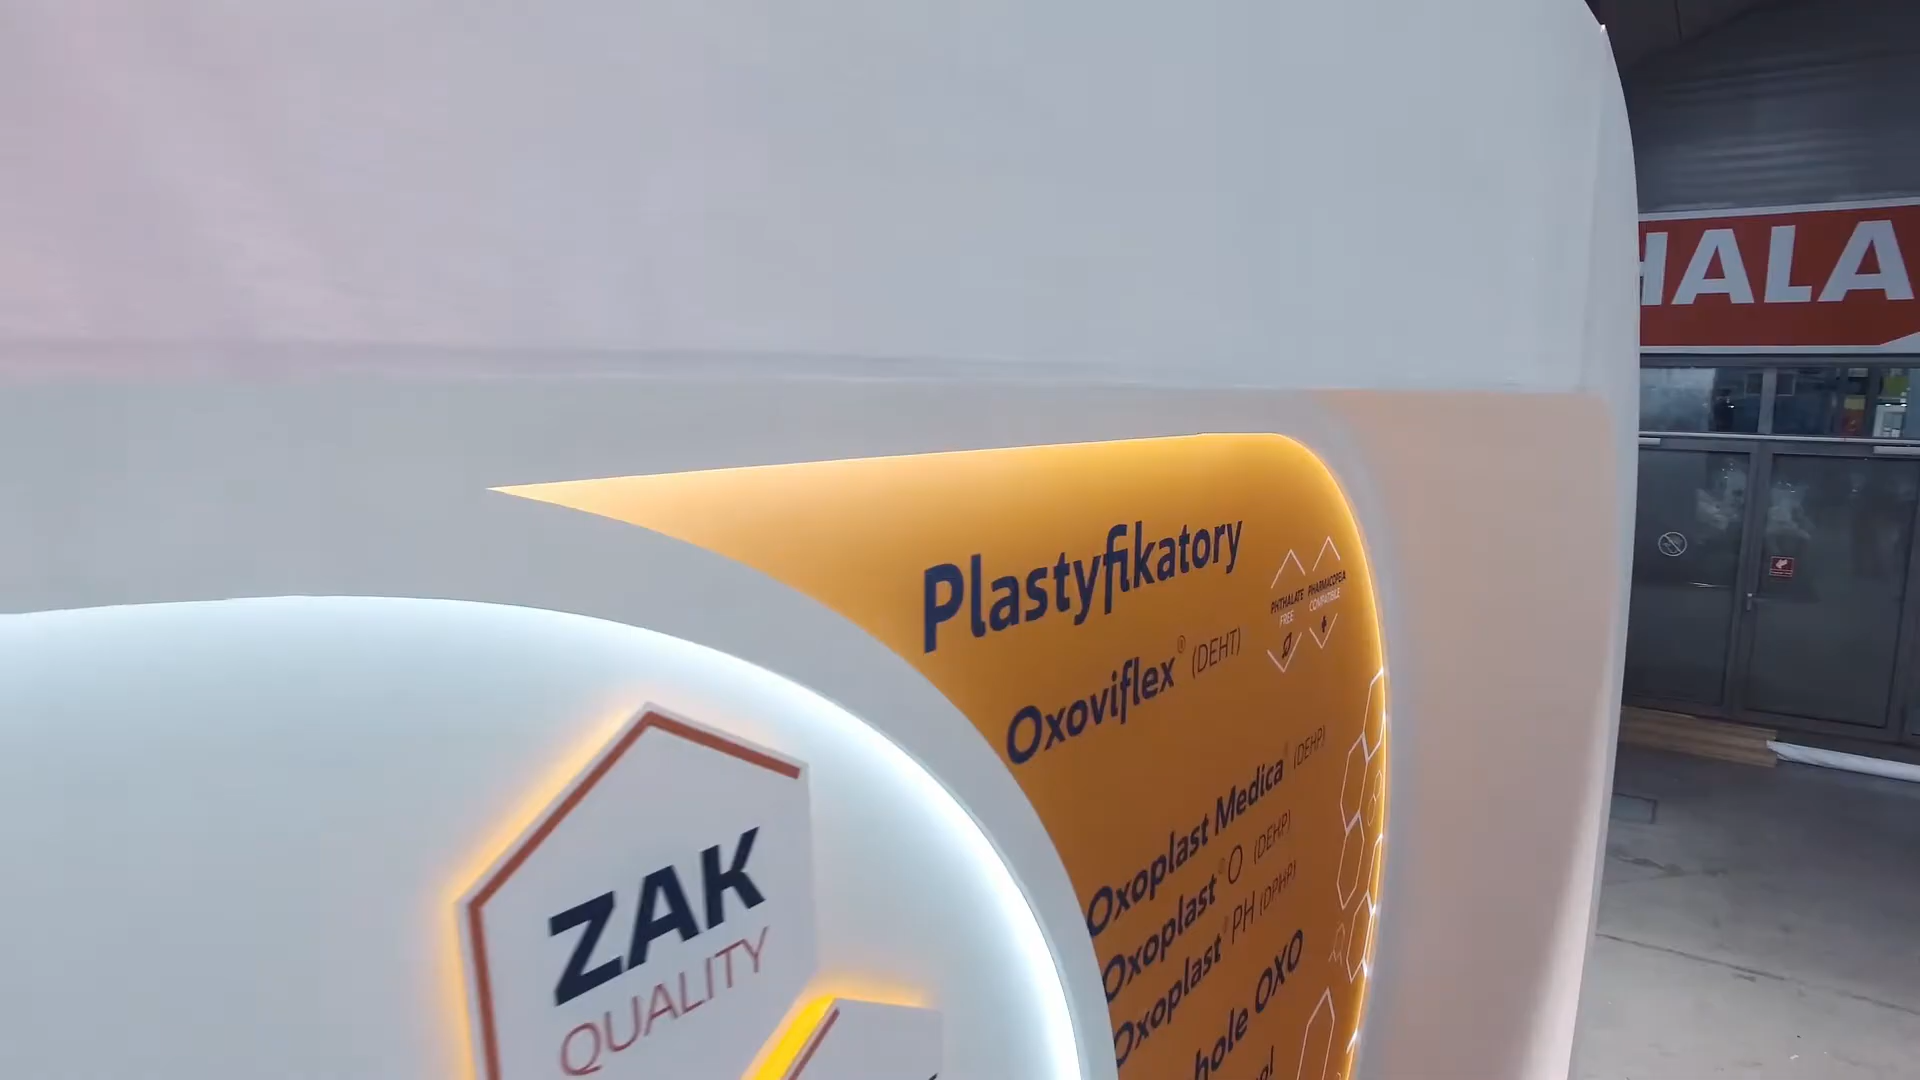 HALA
Plastyfikatory
PHTHALATE
FREE
PHARMACOPEIA
COMPATIBLE
Oxoviflex® (DEHT)
Oxoplast Medica® (DEHP)
Oxoplast® O (DEHP)
Oxoplast® PH (DPHP)
hole OXO
ZAK
QUALITY